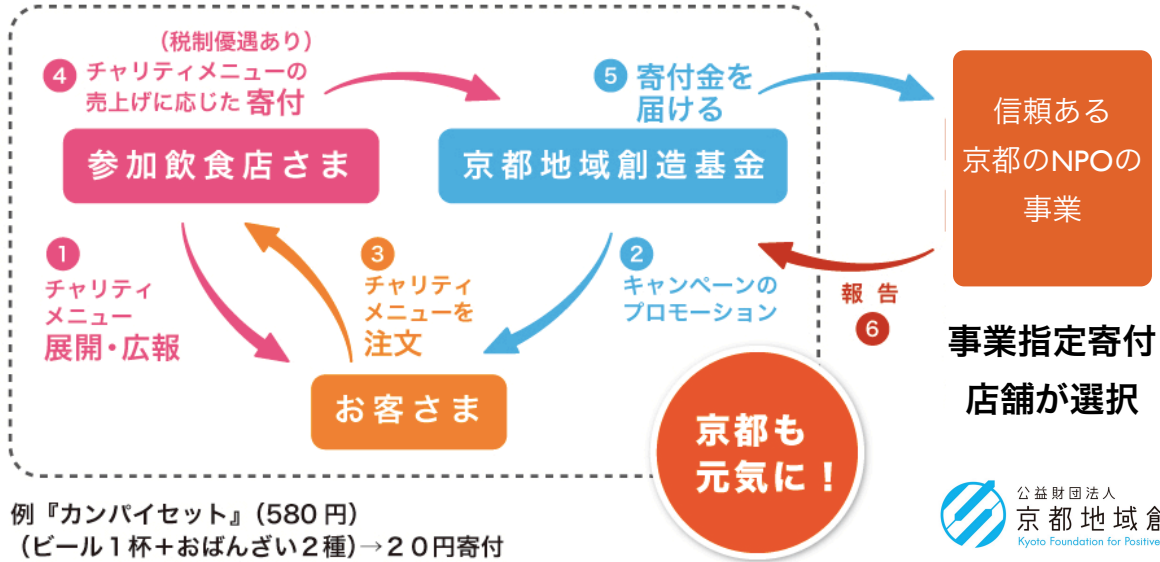 （税制優遇あり）
4 チャリティメニューの
売上げに応じた 寄付
5 寄付金を
届ける
参加飲食店さま
京都地域創造基金
信頼ある
京都のNPOの
事業
1
チャリティ
メニュー
展開・広報
3
チャリティ
メニューを
注文
2
キャンペーンの
プロモーション
報告
6
お客さま
京都も
元気に！
事業指定寄付
店舗が選択
例『カンパイセット』（580円）
（ビール１杯＋おばんざい２種）→２０円寄付
公益財団法人
京都地域創
Kyoto Foundation for Positive